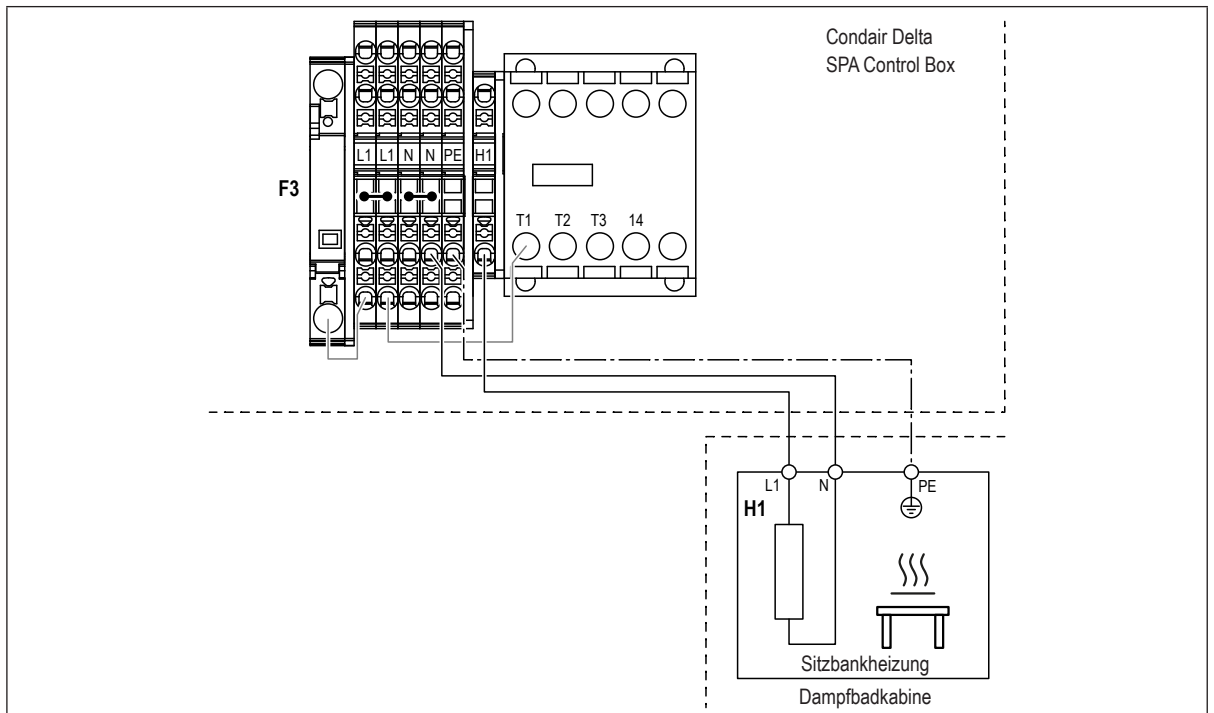 Condair Delta
SPA Control Box
F3
L1 L1 N N PE H1
T1 T2 T3 14
L1 N PE
H1
Sitzbankheizung
Dampfbadkabine